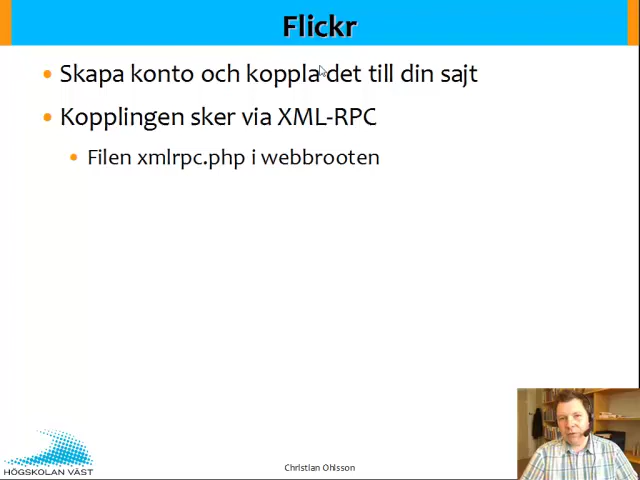 Flickr
Skapa konto och koppla det till din sajt
Kopplingen sker via XML-RPC
Filen xmlrpc.php i webbrooten
HÖGSKOLAN VÄST
Christian Ohlsson